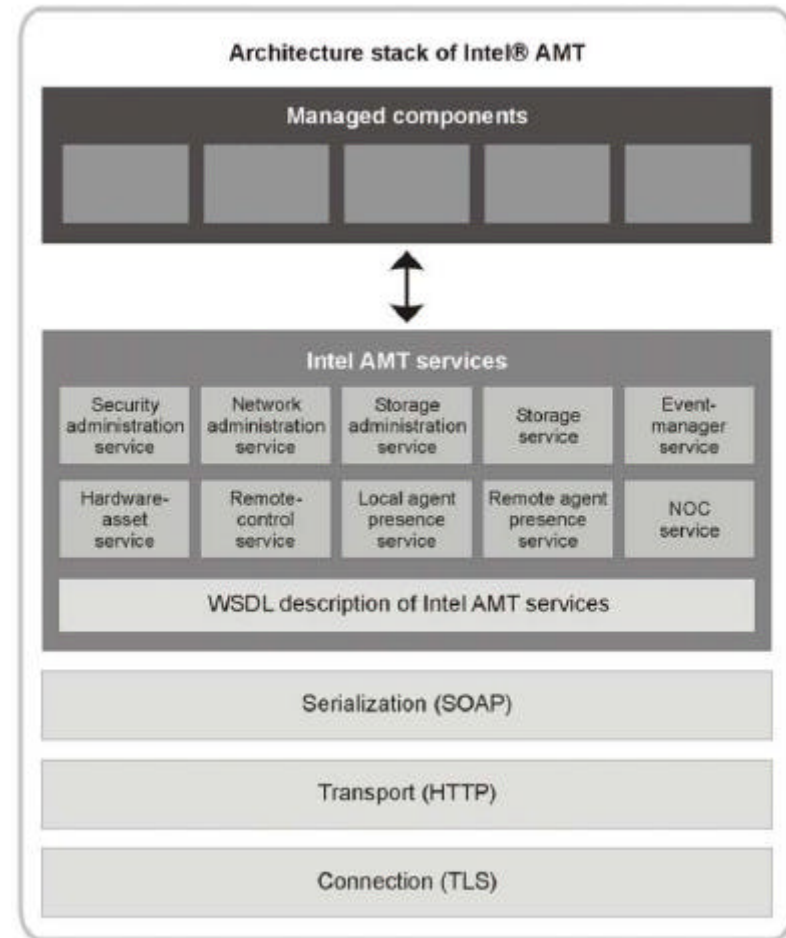 Architecture stack of Intel® AMT
Managed components
Intel AMT services
Security
administration
service
Network
administration
service
Storage
administration
service
Storage
service
Event-
manager
service
Hardware-
asset
service
Remote-
control
service
Local agent
presence
service
Remote agent
presence
service
NOC
service
WSDL description of Intel AMT services
Serialization (SOAP)
Transport (HTTP)
Connection (TLS)